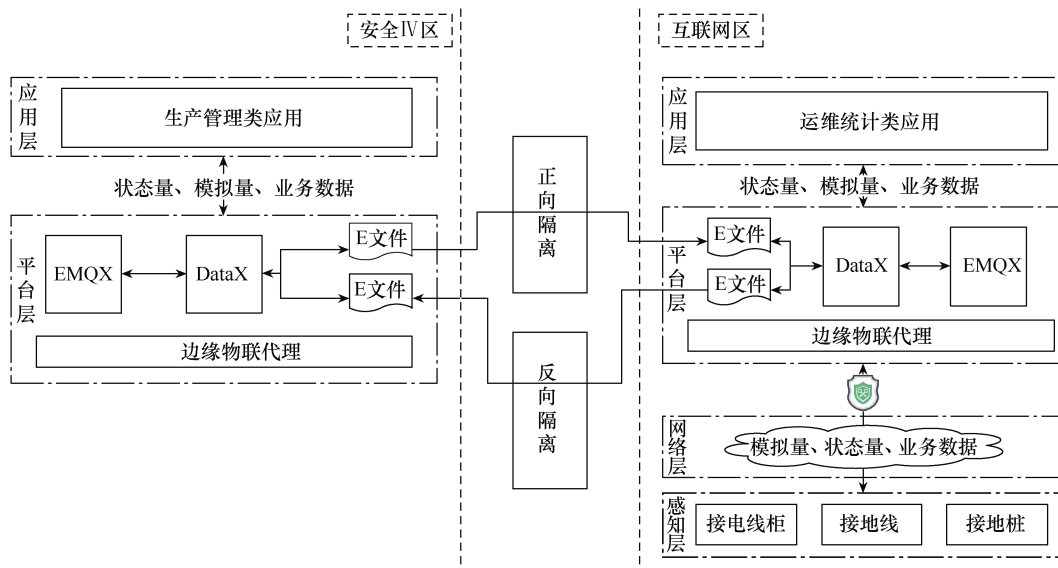 安全Ⅳ区
互联网区
应用层
生产管理类应用
状态量、模拟量、业务数据
平台层
EMQX
DataX
E文件
E文件
边缘物联代理
正向隔离
反向隔离
应用层
运维统计类应用
状态量、模拟量、业务数据
平台层
E文件
E文件
DataX
EMQX
边缘物联代理
网络层
模拟量、状态量、业务数据
感知层
接电线柜
接地线
接地桩